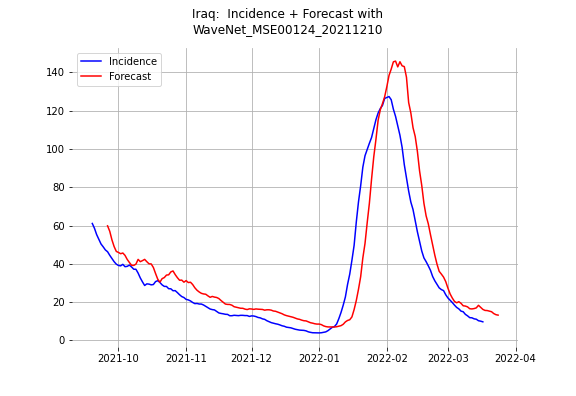 Iraq: Incidence + Forecast with
WaveNet_MSE00124_20211210
Incidence
Forecast
140
120
100
80
60
40
20
0
2021-10 2021-11 2021-12 2022-01 2022-02 2022-03 2022-04